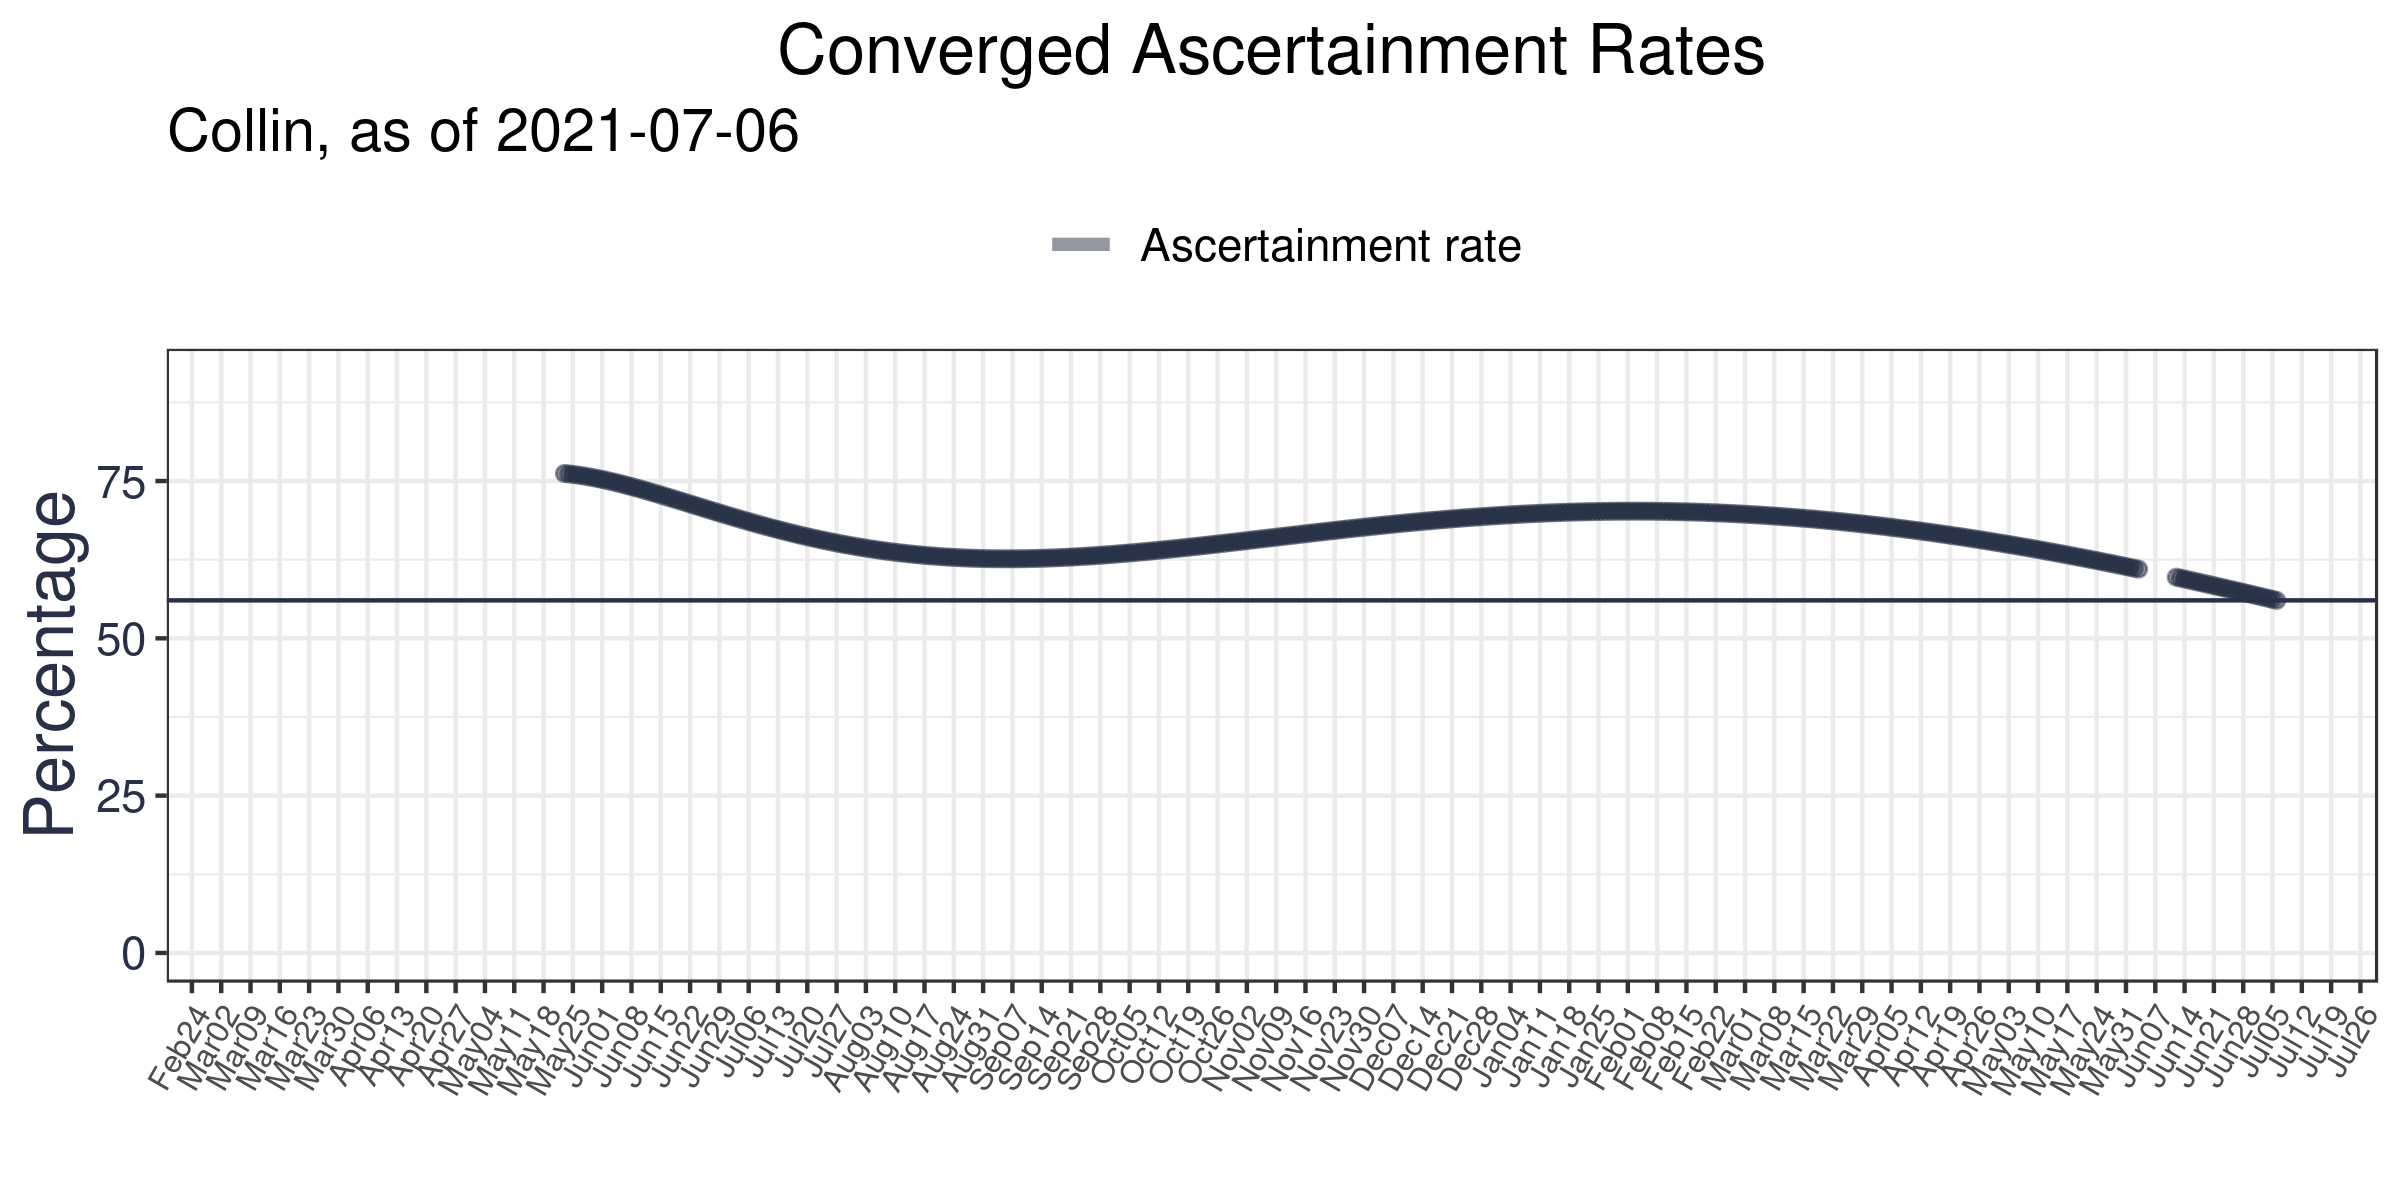 Converged Ascertainment Rates
Collin, as of 2021-07-06
Ascertainment rate
Percentage
75
50
25
0
Feb24
Mar02
Mar09
Mar16
Mar23
Mar30
Apr06
Apr13
Apr20
Apr27
May04
May11
May18
May25
Jun01
Jun08
Jun15
Jun22
Jun29
Jul06
Jul13
Jul20
Jul27
Aug03
Aug10
Aug17
Aug24
Aug31
Sep07
Sep14
Sep21
Sep28
Oct05
Oct12
Oct19
Oct26
Nov02
Nov09
Nov16
Nov23
Nov30
Dec07
Dec14
Dec21
Dec28
Jan04
Jan11
Jan18
Jan25
Feb01
Feb08
Feb15
Feb22
Mar01
Mar08
Mar15
Mar22
Mar29
Apr05
Apr12
Apr19
Apr26
May03
May10
May17
May24
May31
Jun07
Jun14
Jun21
Jun28
Jul05
Jul12
Jul19
Jul26